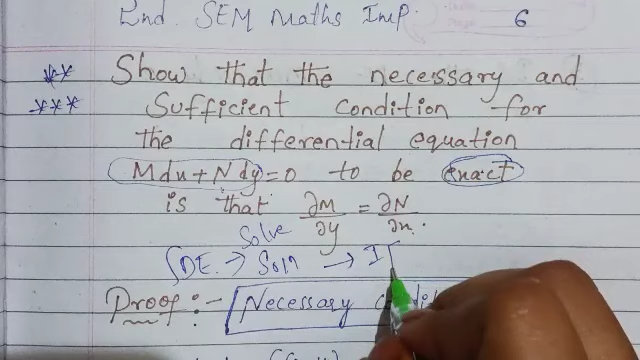 2nd. SEM Maths Imp. 6
** Show that the necessary and
*** Sufficient condition for
the differential equation
Mdx + Ndy = 0 to be exact
is that ∂M/∂y = ∂N/∂x.
Solve
DE. → Soln → I
Proof :- Necessary